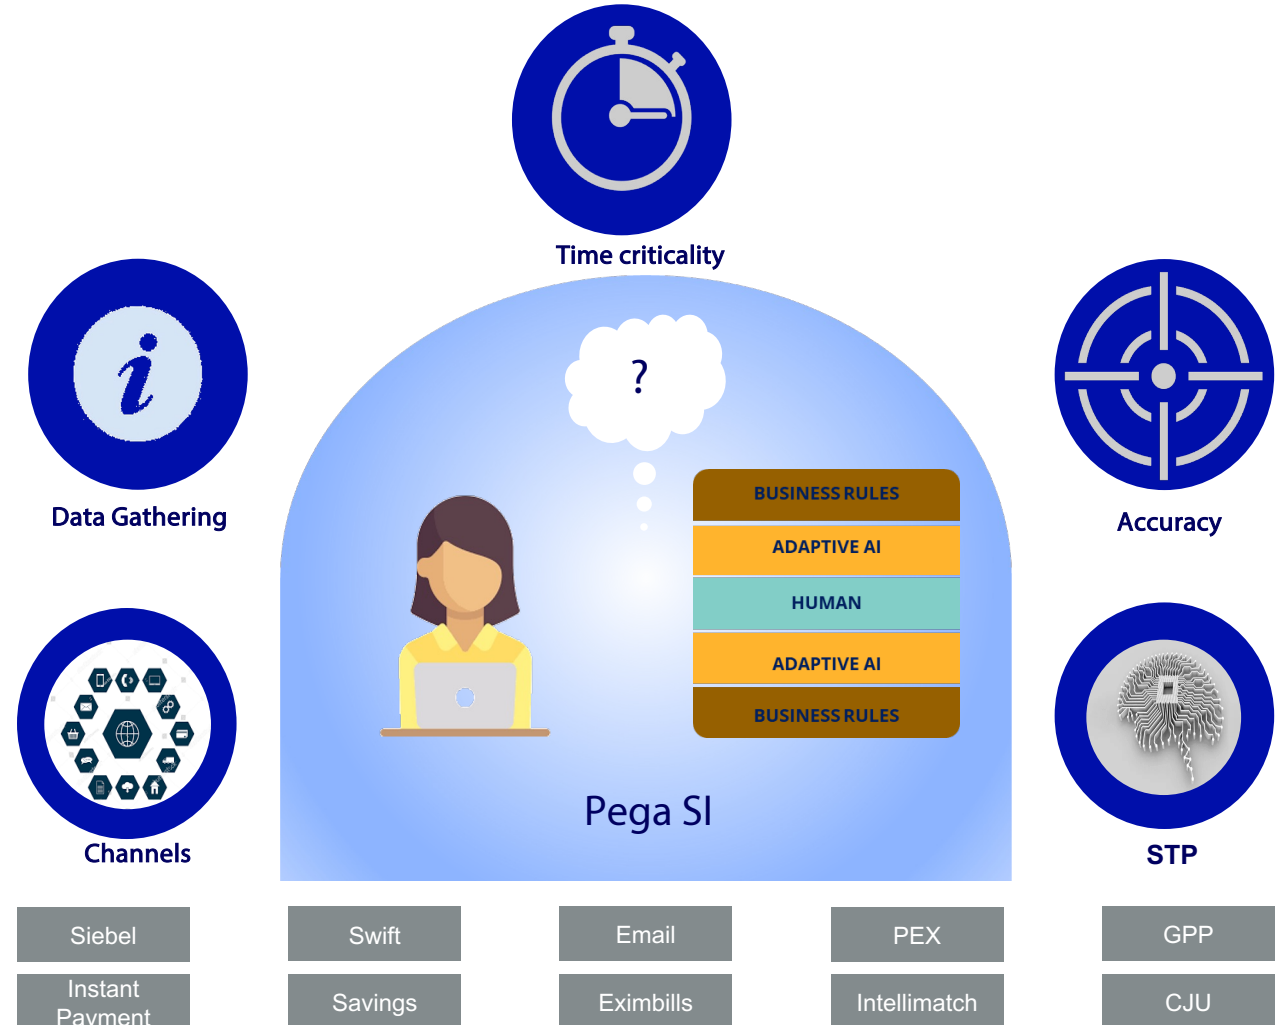 Time criticality
Data Gathering
Accuracy
?
BUSINESS RULES
ADAPTIVE AI
HUMAN
ADAPTIVE AI
BUSINESS RULES
Pega SI
Channels
STP
Siebel
Swift
Email
PEX
GPP
Instant
Payment
Savings
Eximbills
Intellimatch
CJU